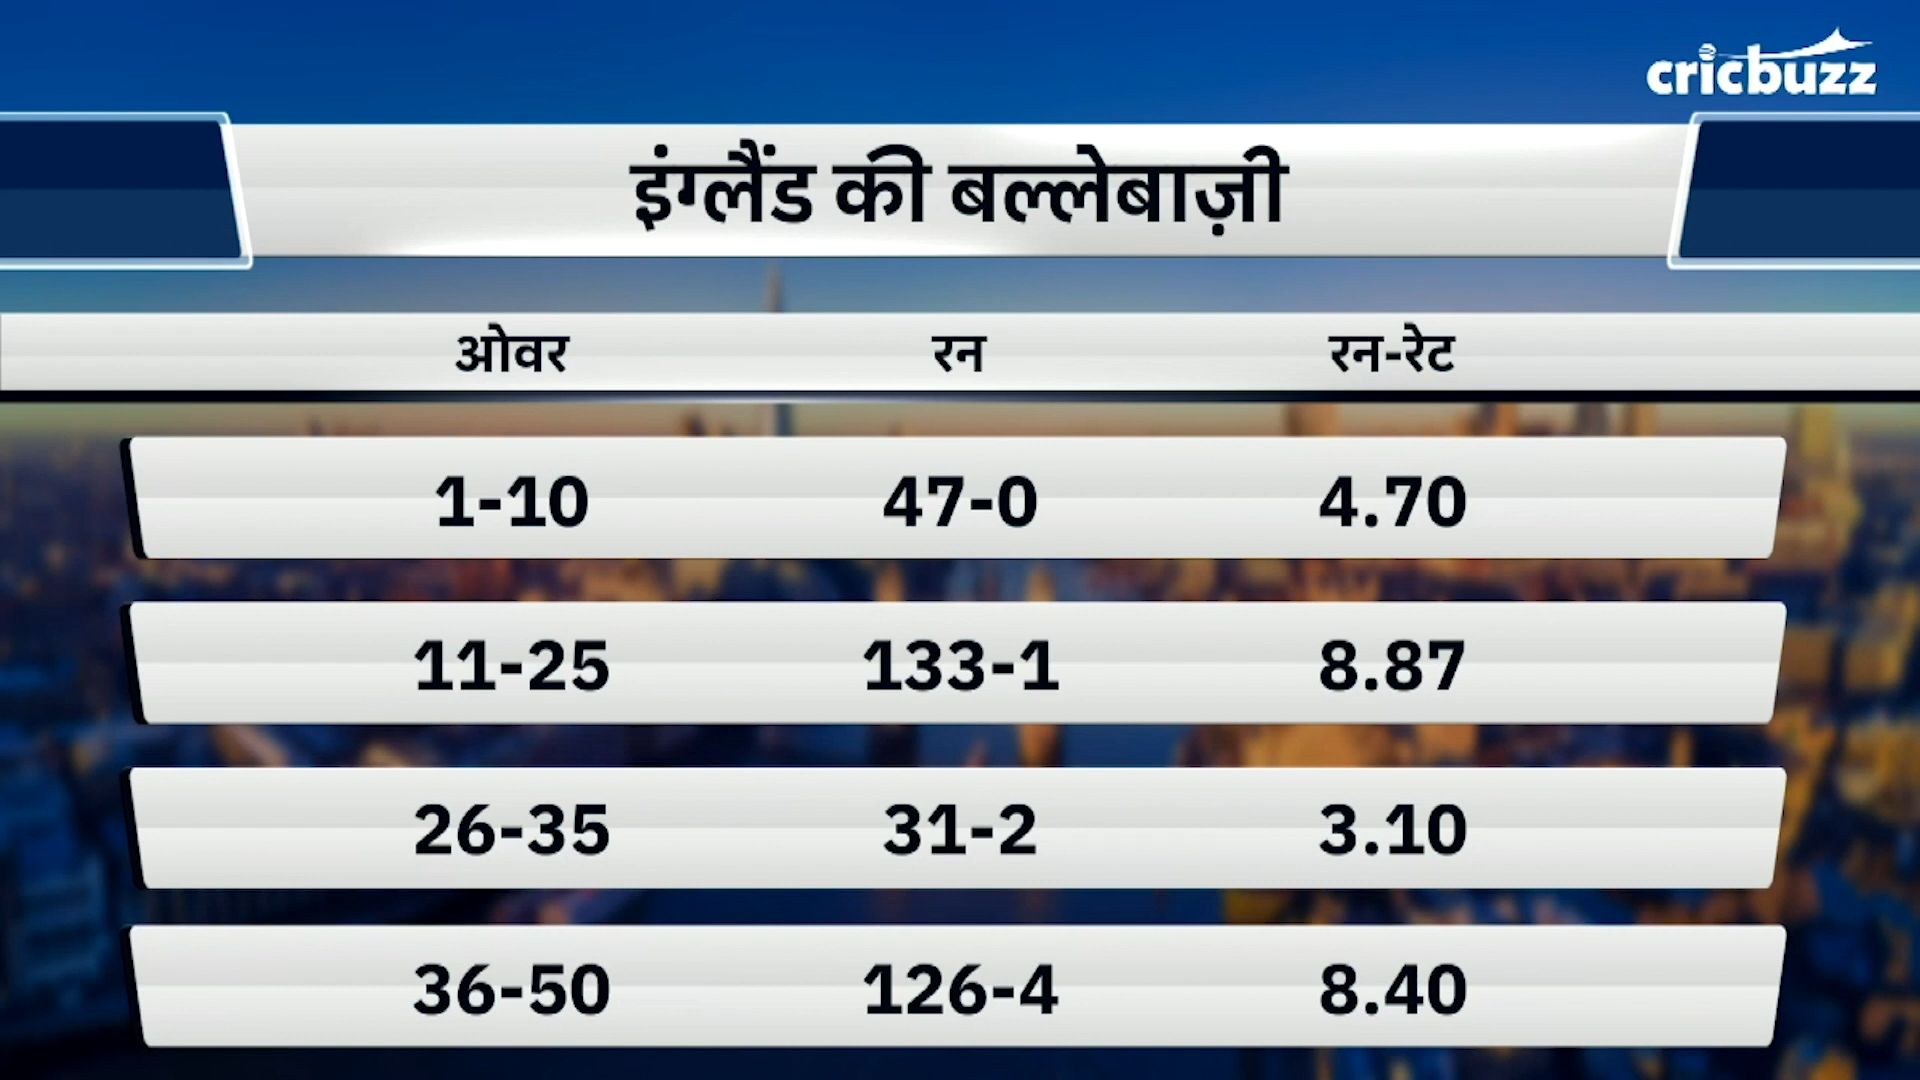 cricbuzz
इंग्लैंड की बल्लेबाज़ी
ओवर रन रन-रेट
1-10 47-0 4.70
11-25 133-1 8.87
26-35 31-2 3.10
36-50 126-4 8.40